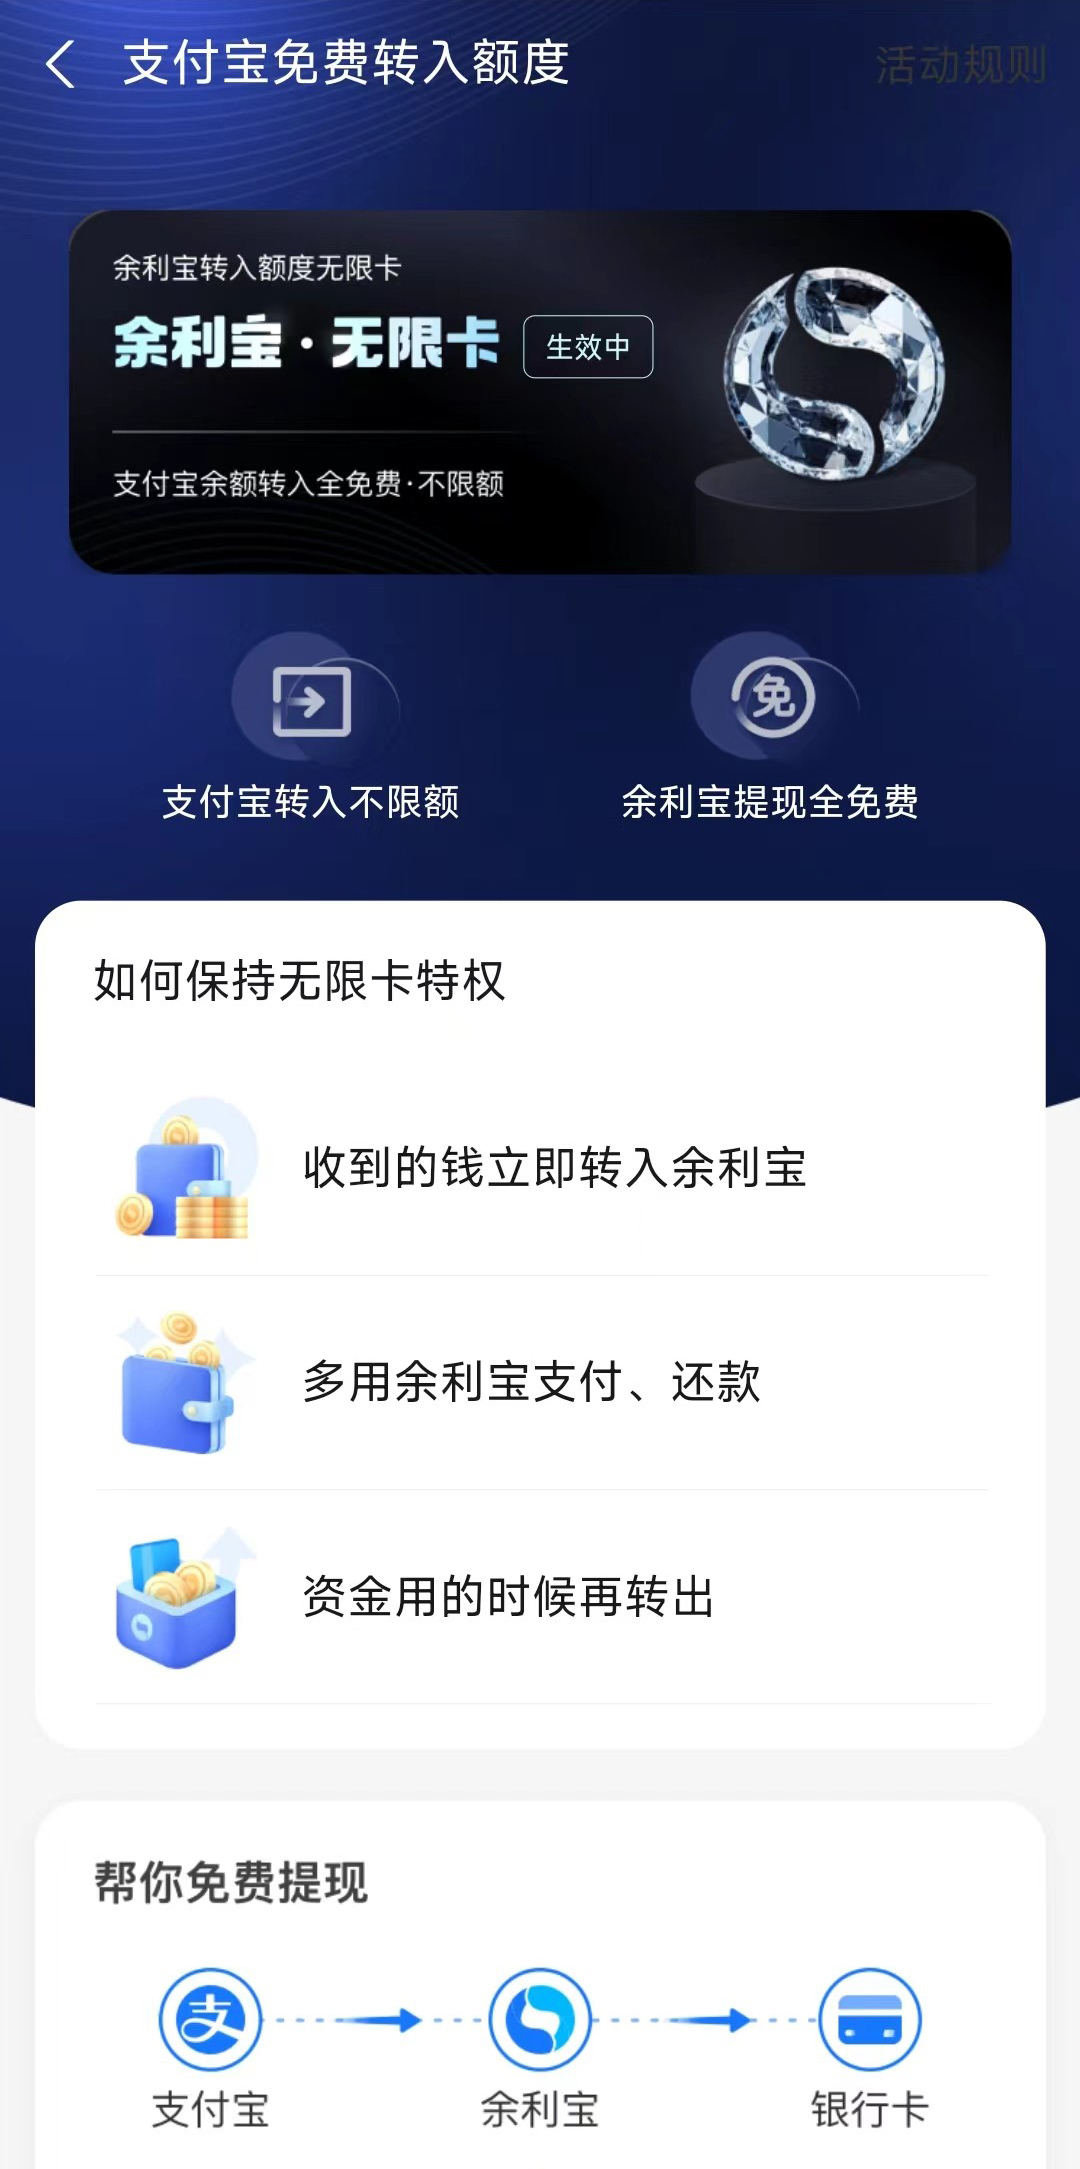 支付宝免费转入额度
活动规则
余利宝转入额度无限卡
余利宝·无限卡 生效中
支付宝余额转入全免费·不限额
免
支付宝转入不限额
余利宝提现全免费
如何保持无限卡特权
收到的钱立即转入余利宝
多用余利宝支付、还款
资金用的时候再转出
帮你免费提现
支
支付宝
余利宝
银行卡